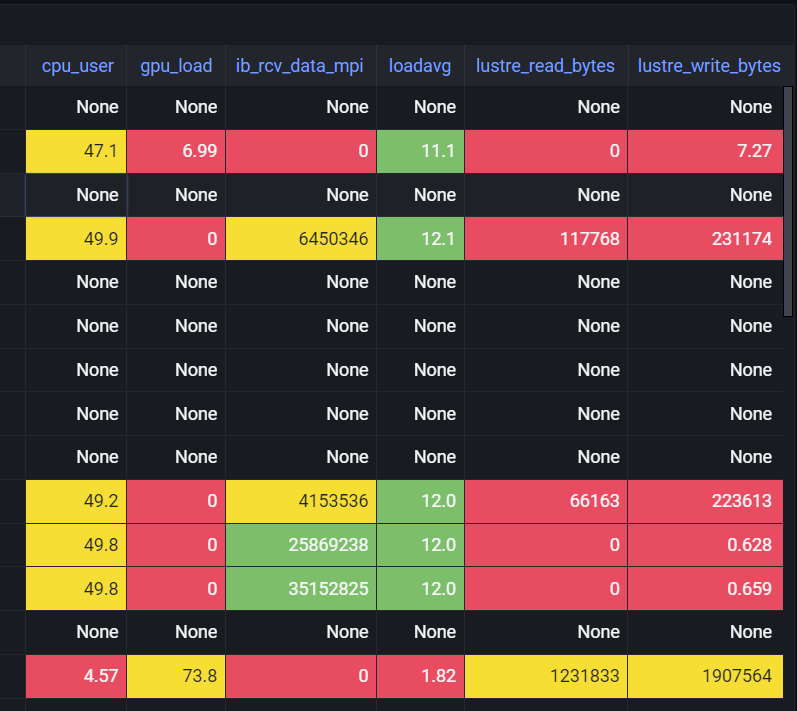 cpu_user gpu_load ib_rcv_data_mpi loadavg lustre_read_bytes lustre_write_bytes
None None None None None None
47.1 6.99 0 11.1 0 7.27
None None None None None None
49.9 0 6450346 12.1 117768 231174
None None None None None None
None None None None None None
None None None None None None
None None None None None None
None None None None None None
49.2 0 4153536 12.0 66163 223613
49.8 0 25869238 12.0 0 0.628
49.8 0 35152825 12.0 0 0.659
None None None None None None
4.57 73.8 0 1.82 1231833 1907564